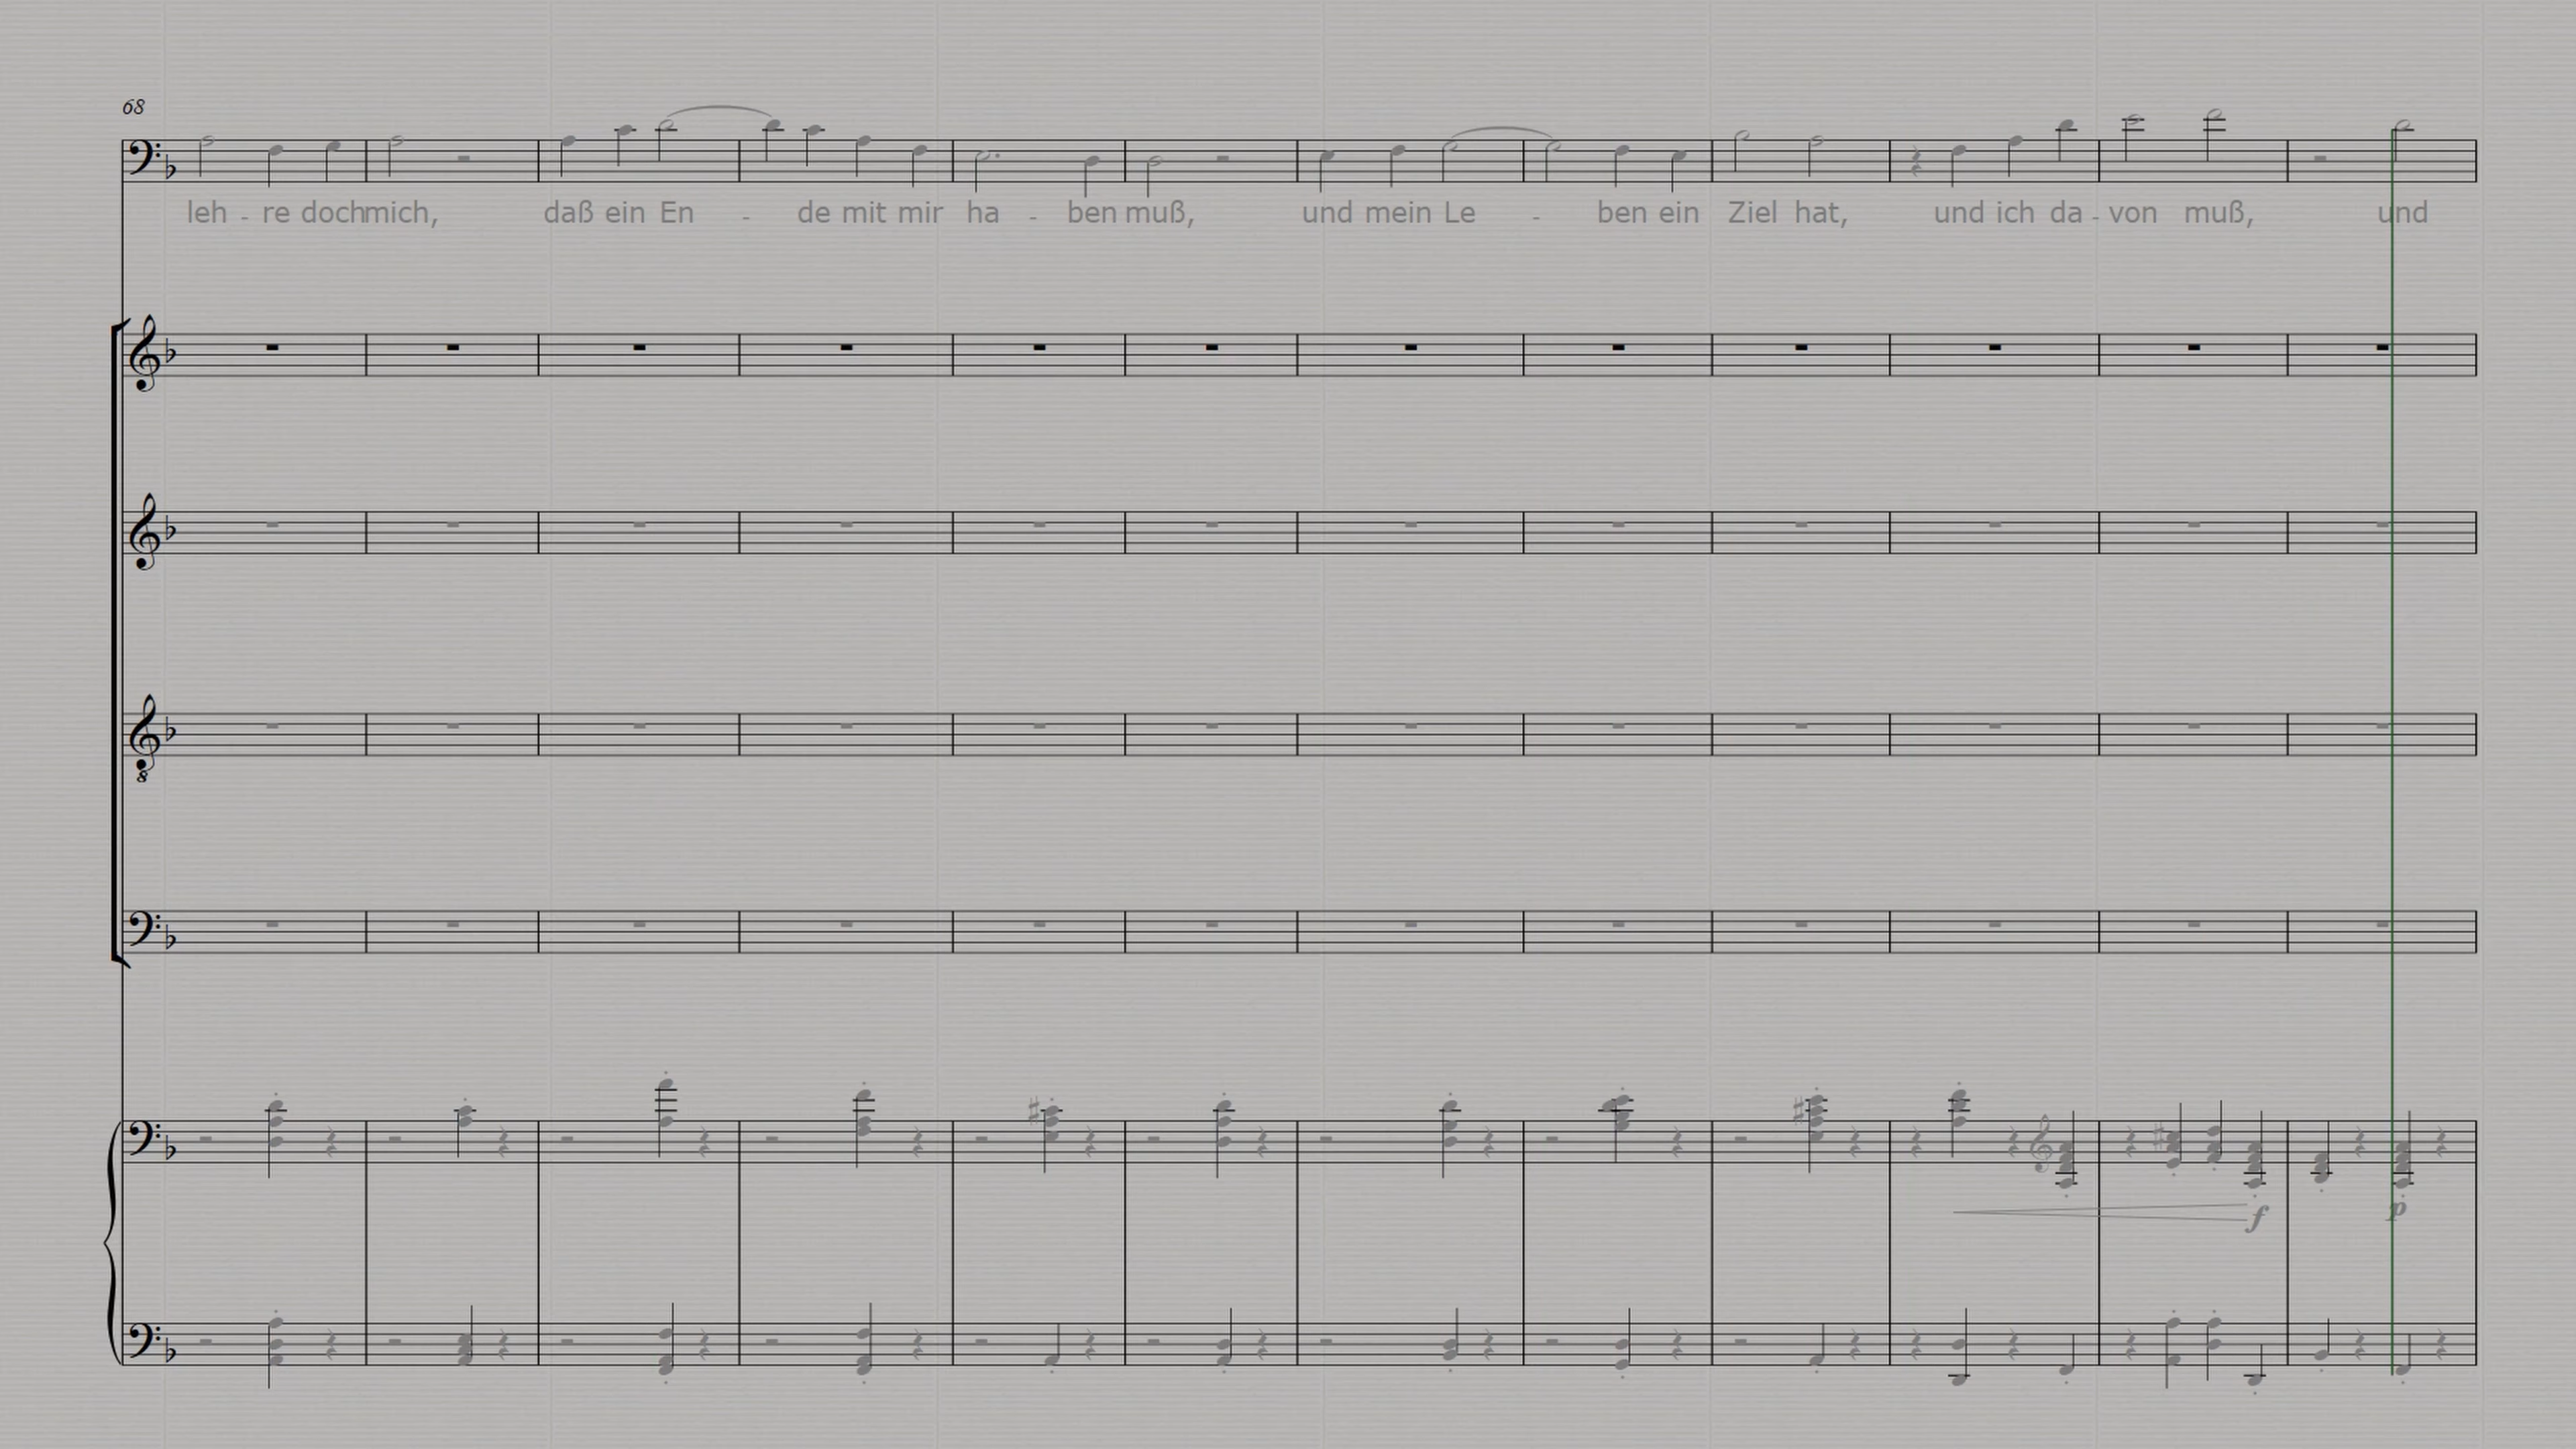 68
leh - re doch mich, daß ein En - de mit mir ha - ben muß, und mein Le - ben ein Ziel hat, und ich da - von muß, und
8
f p